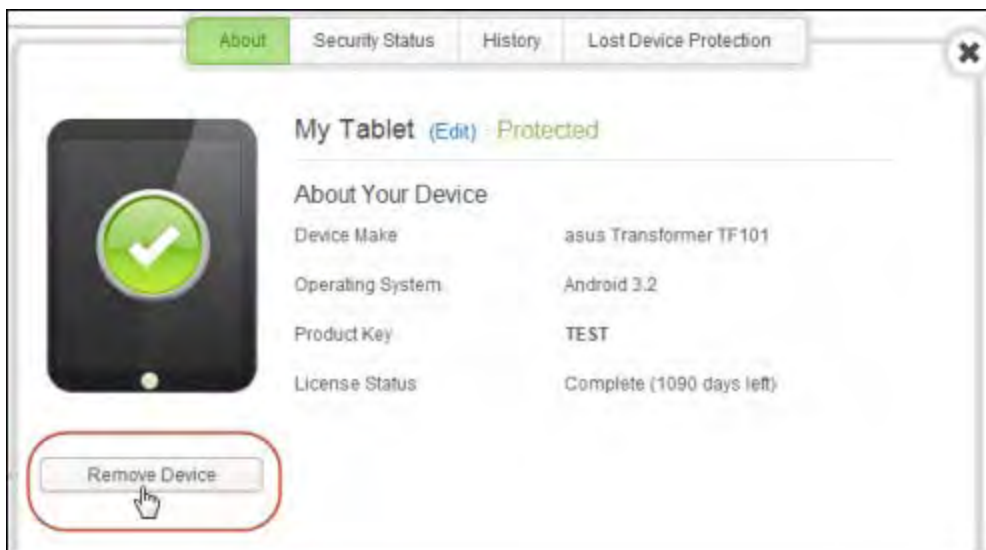 About Security Status History Lost Device Protection
My Tablet (Edit) Protected
About Your Device
Device Make asus Transformer TF101
Operating System Android 3.2
Product Key TEST
License Status Complete (1090 days left)
Remove Device